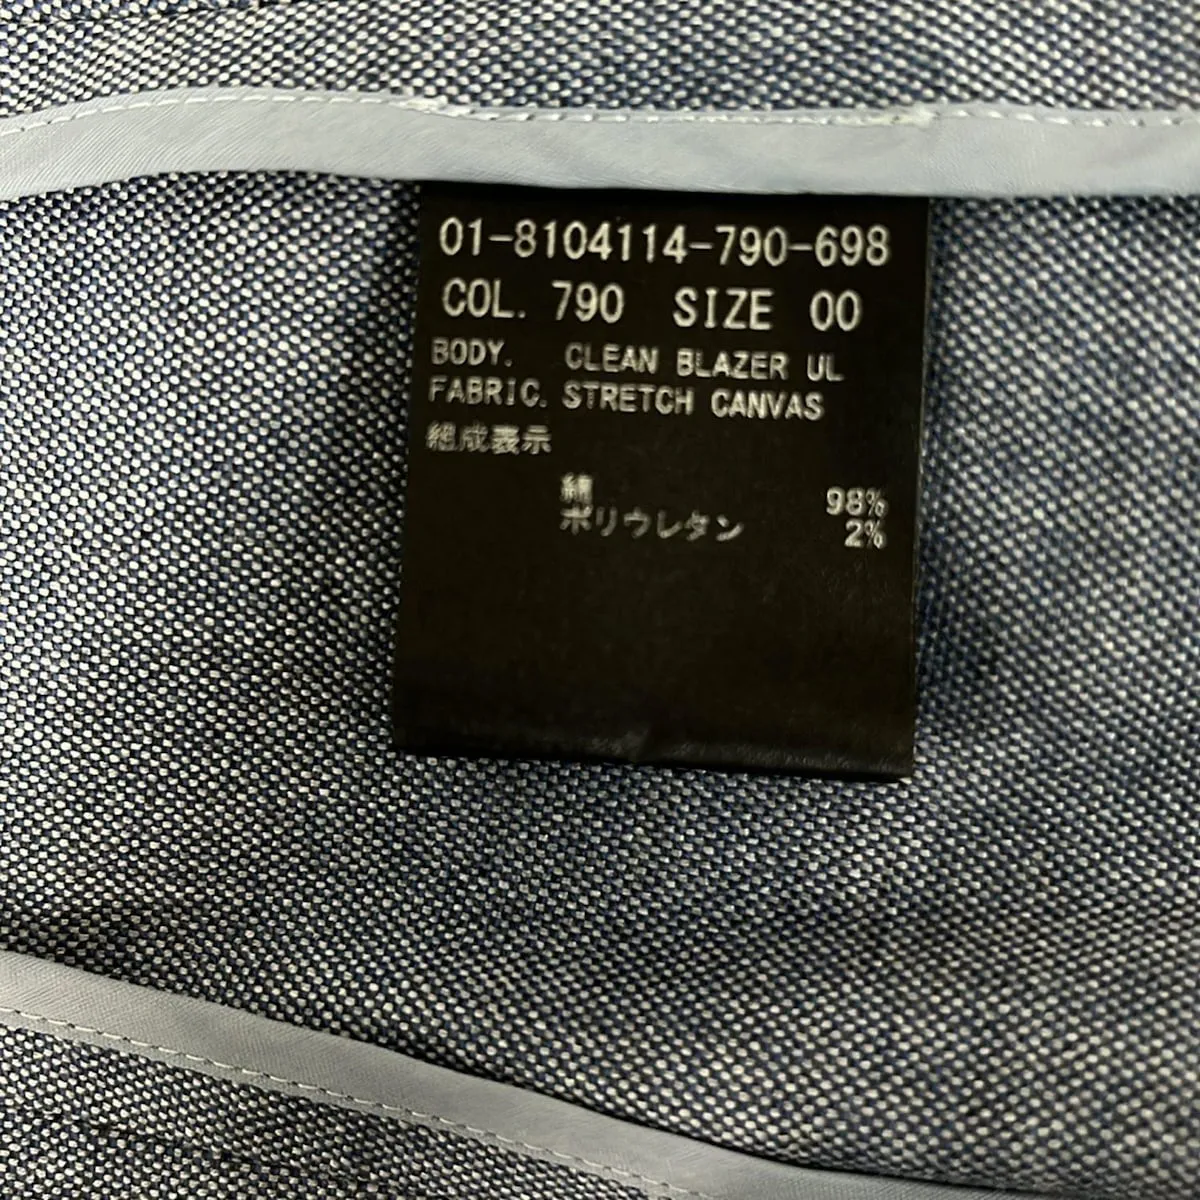 01-8104114-790-698
COL. 790 SIZE 00
BODY. CLEAN BLAZER UL
FABRIC. STRETCH CANVAS
組成表示
綿 98%
ポリウレタン 2%